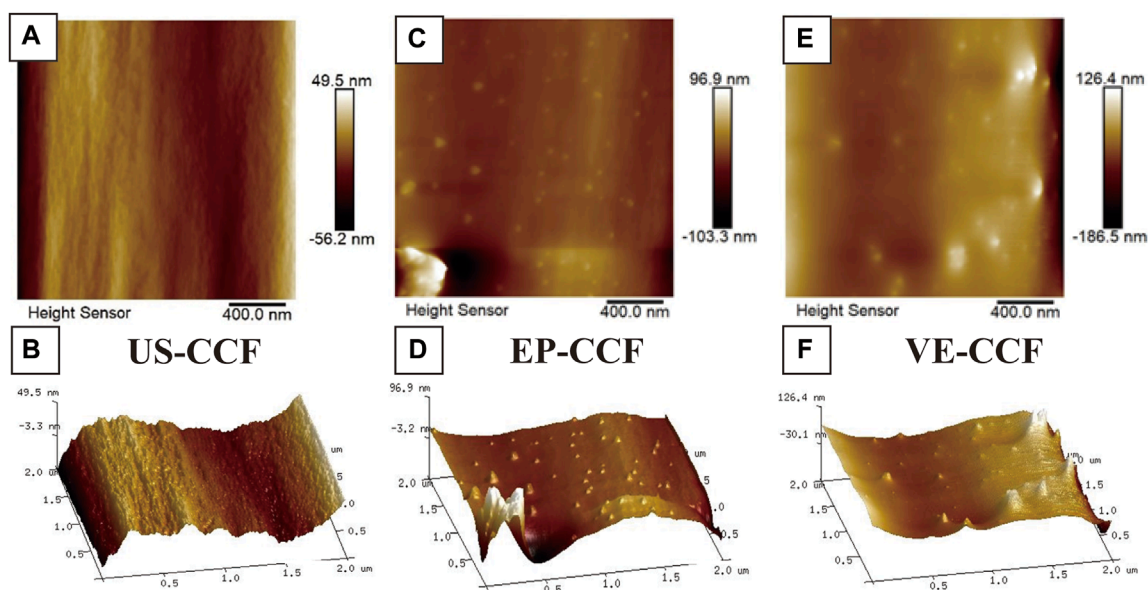 A
49.5 nm
-56.2 nm
Height Sensor
400.0 nm
C
96.9 nm
-103.3 nm
Height Sensor
400.0 nm
E
126.4 nm
-186.5 nm
Height Sensor
400.0 nm
B
US-CCF
49.5 nm
-3.3 nm
2.0 um
1.5
1.0
0.5
0.5
1.0
1.5
2.0 um
D
EP-CCF
96.9 nm
-3.2 nm
2.0 um
1.5
1.0
0.5
0.5
1.0
1.5
2.0 um
F
VE-CCF
126.4 nm
-30.1 nm
2.0 um
1.5
1.0
0.5
0.5
1.0
1.5
2.0 um